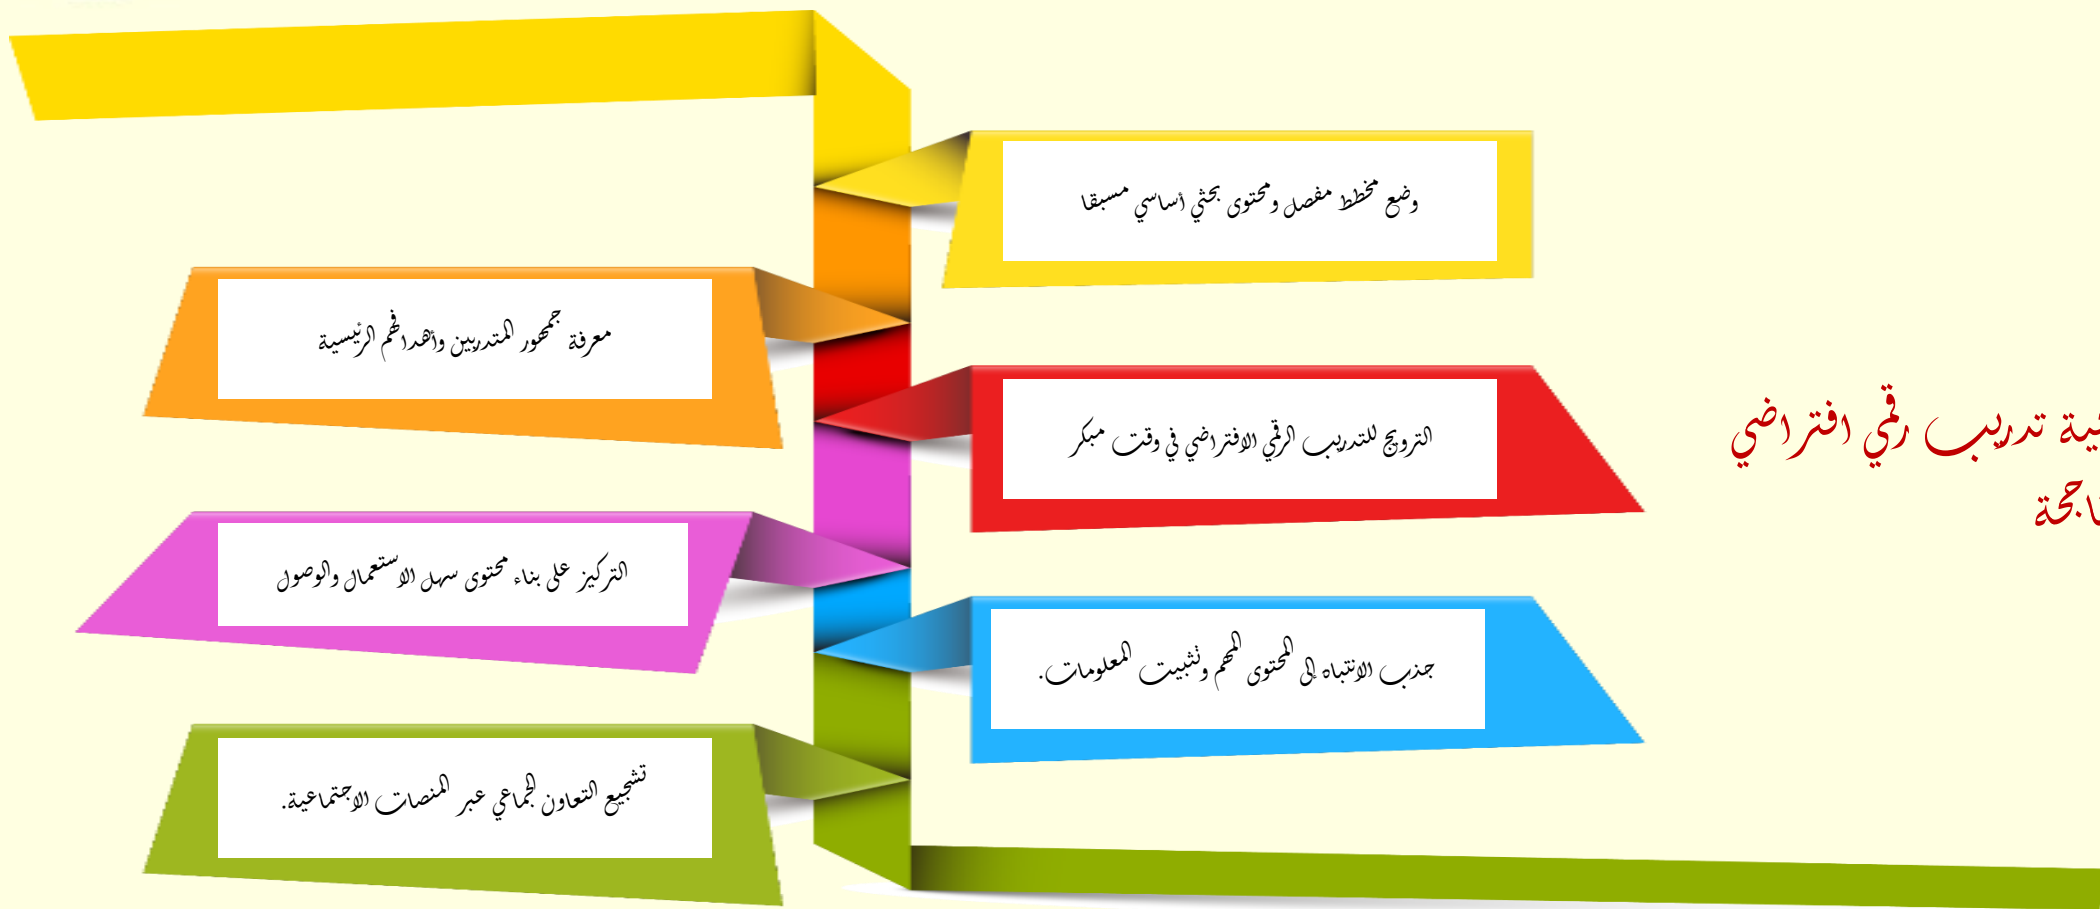 وضع مخطط مفصل ومحتوى بحثي أساسي مسبقا
معرفة جمهور المتدربين وأهدافهم الرئيسية
الترويج للتدريب الرقمي الافتراضي في وقت مبكر
تدريب رقمي افتراضي
التركيز على بناء محتوى سهل الاستعمال والوصول
جذب الانتباه إلى المحتوى المهم وتثبيت المعلومات.
تشجيع التعاون الجماعي عبر المنصات الاجتماعية.